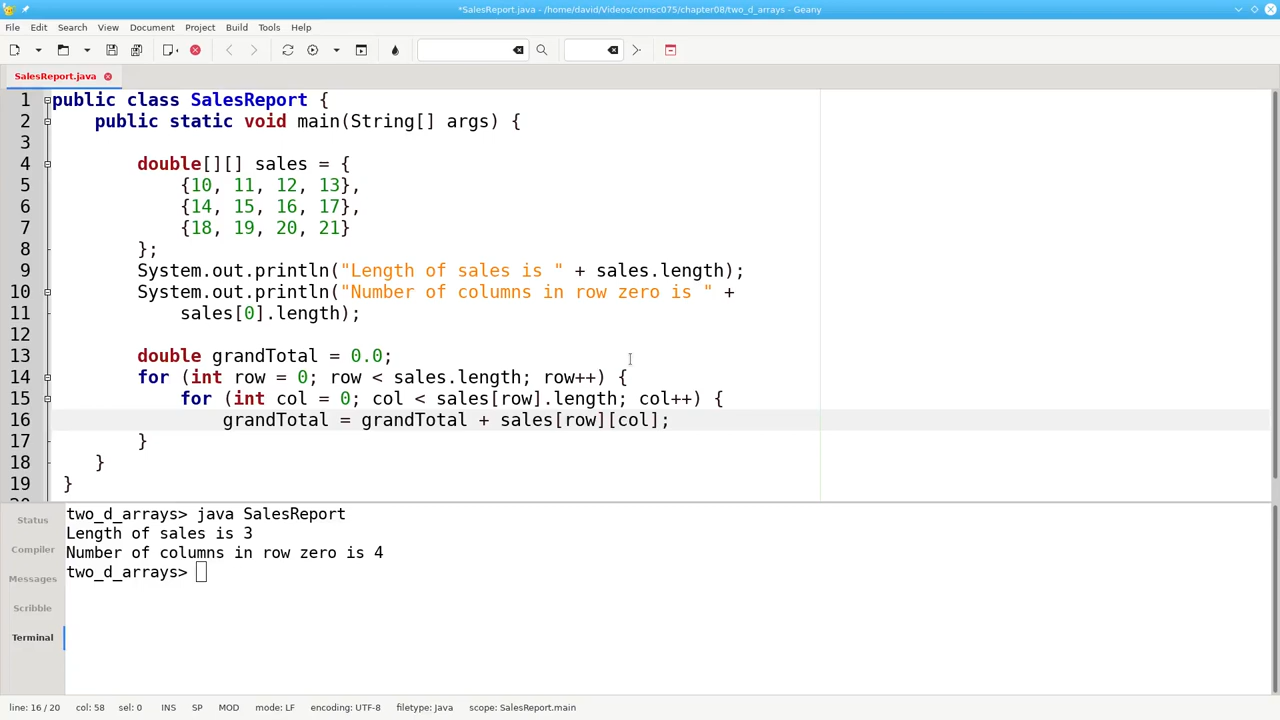 *SalesReport.java - /home/david/Videos/comsc075/chapter08/two_d_arrays - Geany
File Edit Search View Document Project Build Tools Help
SalesReport.java
1 public class SalesReport {
2 public static void main(String[] args) {
3
4 double[][] sales = {
5 {10, 11, 12, 13},
6 {14, 15, 16, 17},
7 {18, 19, 20, 21}
8 };
9 System.out.println("Length of sales is " + sales.length);
10 System.out.println("Number of columns in row zero is " +
11 sales[0].length);
12
13 double grandTotal = 0.0;
14 for (int row = 0; row < sales.length; row++) {
15 for (int col = 0; col < sales[row].length; col++) {
16 grandTotal = grandTotal + sales[row][col];
17 }
18 }
19 }
Status
Compiler
Messages
Scribble
Terminal
two_d_arrays> java SalesReport
Length of sales is 3
Number of columns in row zero is 4
two_d_arrays>
line: 16 / 20 col: 58 sel: 0 INS SP MOD mode: LF encoding: UTF-8 filetype: Java scope: SalesReport.main